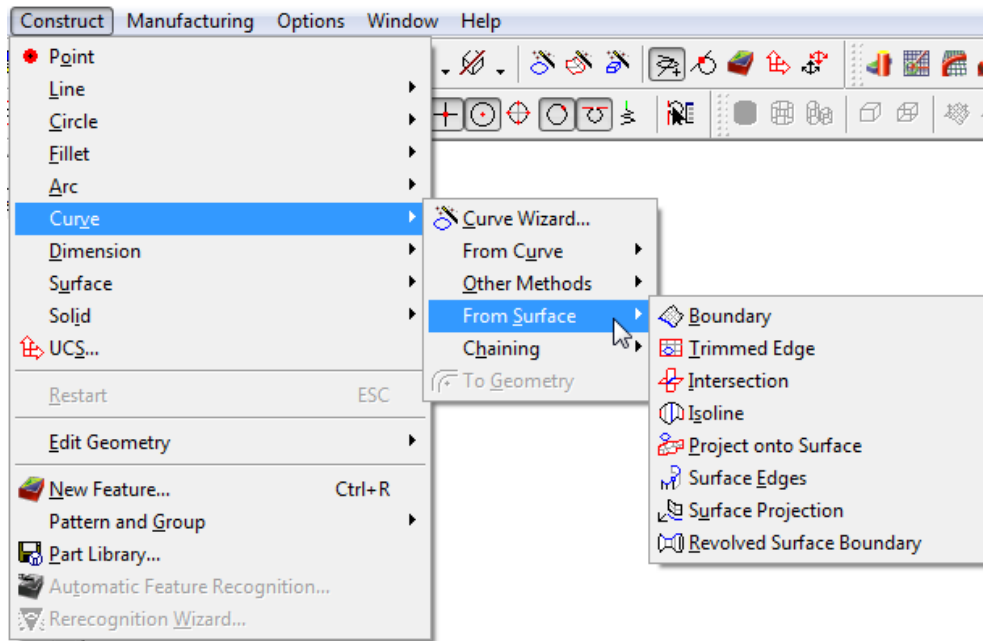 Construct Manufacturing Options Window Help
Point
Line
Circle
Fillet
Arc
Curve
Dimension
Surface
Solid
UCS...
Restart ESC
Edit Geometry
New Feature... Ctrl+R
Pattern and Group
Part Library...
Automatic Feature Recognition...
Rerecognition Wizard...
Curve Wizard...
From Curve
Other Methods
From Surface
Chaining
To Geometry
Boundary
Trimmed Edge
Intersection
Isoline
Project onto Surface
Surface Edges
Surface Projection
Revolved Surface Boundary